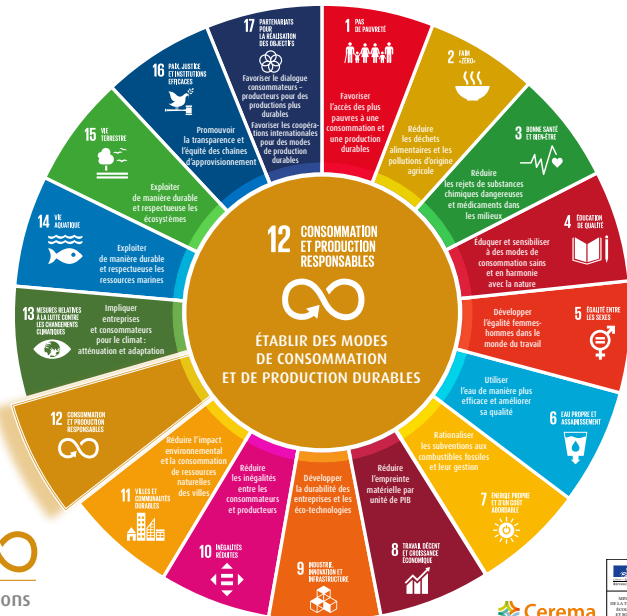 17 PARTENARIATS
POUR
LA RÉALISATION
DES OBJECTIFS
Favoriser le dialogue
consommateurs –
producteurs pour des
productions plus
durables
Favoriser les coopéra-
tions internationales
pour des modes
de production
durables
1 PAS
DE PAUVRETÉ
Favoriser
l'accès des plus
pauvres à une
consommation et
une production
durables
2 FAIM
«ZÉRO»
Réduire
les déchets
alimentaires et les
pollutions d'origine
agricole
3 BONNE SANTÉ
ET BIEN-ÊTRE
Réduire
les rejets de substances
chimiques dangereuses
et médicaments dans
les milieux
4 ÉDUCATION
DE QUALITÉ
Éduquer et sensibiliser
à des modes de
consommation sains
et en harmonie
avec la nature
5 ÉGALITÉ ENTRE
LES SEXES
Développer
l'égalité femmes-
hommes dans le
monde du travail
6 EAU PROPRE ET
ASSAINISSEMENT
Utiliser
l'eau de manière plus
efficace et améliorer
sa qualité
7 ÉNERGIE PROPRE
ET D'UN COÛT
ABORDABLE
Rationaliser
les subventions aux
combustibles fossiles
et leur gestion
8 TRAVAIL DÉCENT
ET CROISSANCE
ÉCONOMIQUE
Réduire
l'empreinte
matérielle par
unité de PIB
9 INDUSTRIE,
INNOVATION ET
INFRASTRUCTURE
Développer
la durabilité des
entreprises et les
éco-technologies
10 INÉGALITÉS
RÉDUITES
Réduire
les inégalités
entre les
consommateurs
et producteurs
11 VILLES ET
COMMUNAUTÉS
DURABLES
Réduire l'impact
environnemental
et la consommation
de ressources
naturelles
des villes
12 CONSOMMATION
ET PRODUCTION
RESPONSABLES
13 MESURES RELATIVES
À LA LUTTE CONTRE
LES CHANGEMENTS
CLIMATIQUES
Impliquer
entreprises
et consommateurs
pour le climat :
atténuation et adaptation
14 VIE
AQUATIQUE
Exploiter
de manière durable
et respectueuse les
ressources marines
15 VIE
TERRESTRE
Exploiter
de manière durable
et respectueuse les
écosystèmes
16 PAIX, JUSTICE
ET INSTITUTIONS
EFFICACES
Promouvoir
la transparence et
l'équité des chaînes
d'approvisionnement
12 CONSOMMATION
ET PRODUCTION
RESPONSABLES
ÉTABLIR DES MODES
DE CONSOMMATION
ET DE PRODUCTION DURABLES
ons
Cerema